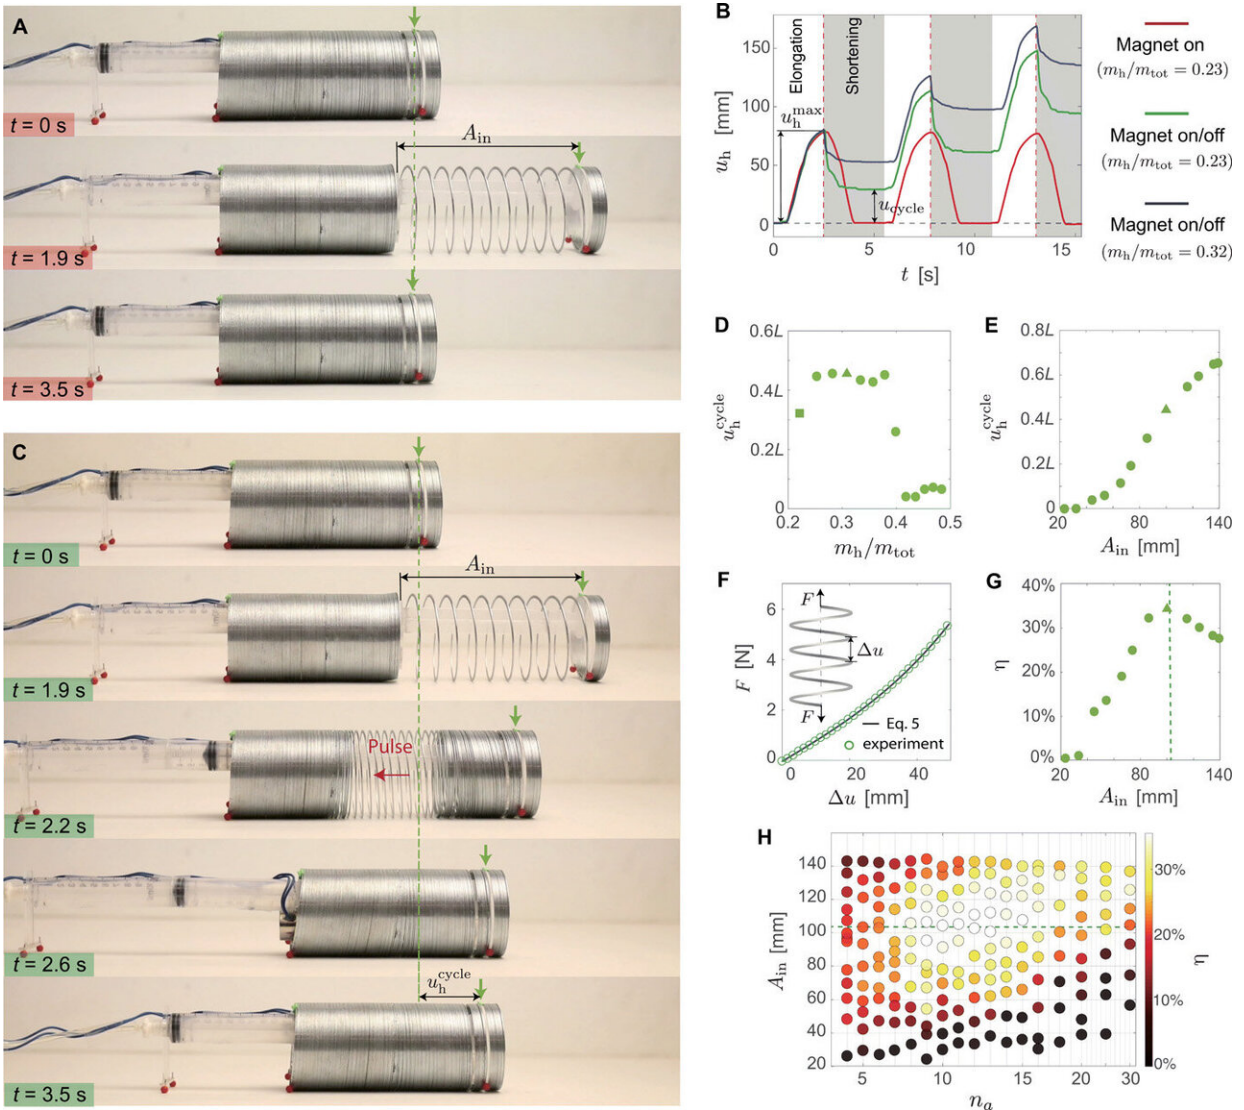 A
t = 0 s
A_in
t = 1.9 s
t = 3.5 s
B
u_h [mm]
150
100
50
0
Elongation
Shortening
u_h^max
u_cycle
0
5
10
15
t [s]
Magnet on
(m_h/m_tot = 0.23)
Magnet on/off
(m_h/m_tot = 0.23)
Magnet on/off
(m_h/m_tot = 0.32)
C
t = 0 s
A_in
t = 1.9 s
Pulse
t = 2.2 s
t = 2.6 s
u_h^cycle
t = 3.5 s
D
u_h^cycle
0.6L
0.4L
0.2L
0
0.2
0.3
0.4
0.5
m_h/m_tot
E
u_h^cycle
0.8L
0.6L
0.4L
0.2L
0
20
80
140
A_in [mm]
F
F [N]
6
4
2
0
F
Δu
F
Eq. 5
experiment
0
20
40
Δu [mm]
G
η
40%
30%
20%
10%
0%
20
80
140
A_in [mm]
H
A_in [mm]
140
120
100
80
60
40
20
5
10
15
20
30
n_a
20%
10%
0%
η